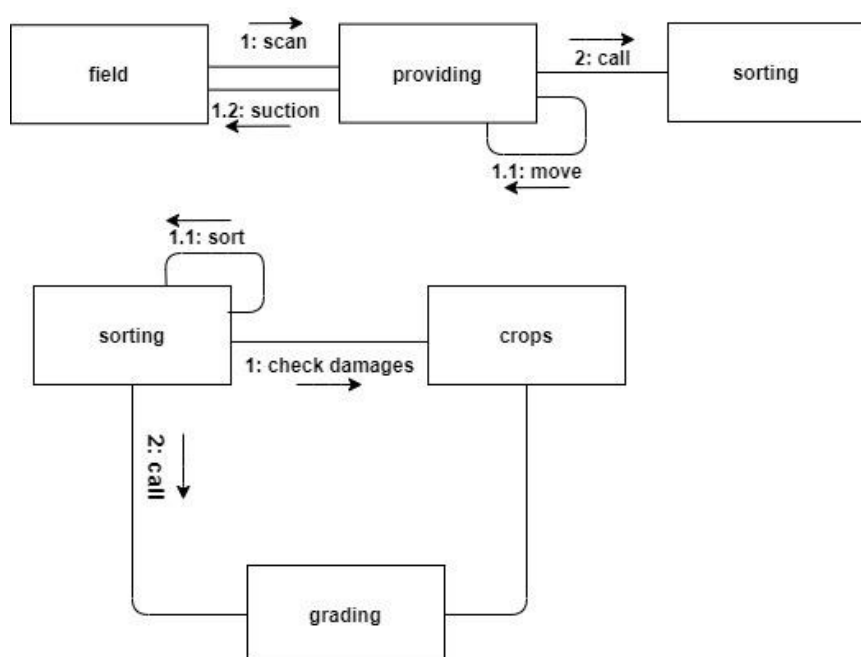 1: scan
2: call
field
providing
sorting
1.2: suction
1.1: move
1.1: sort
sorting
crops
1: check damages
2: call
grading